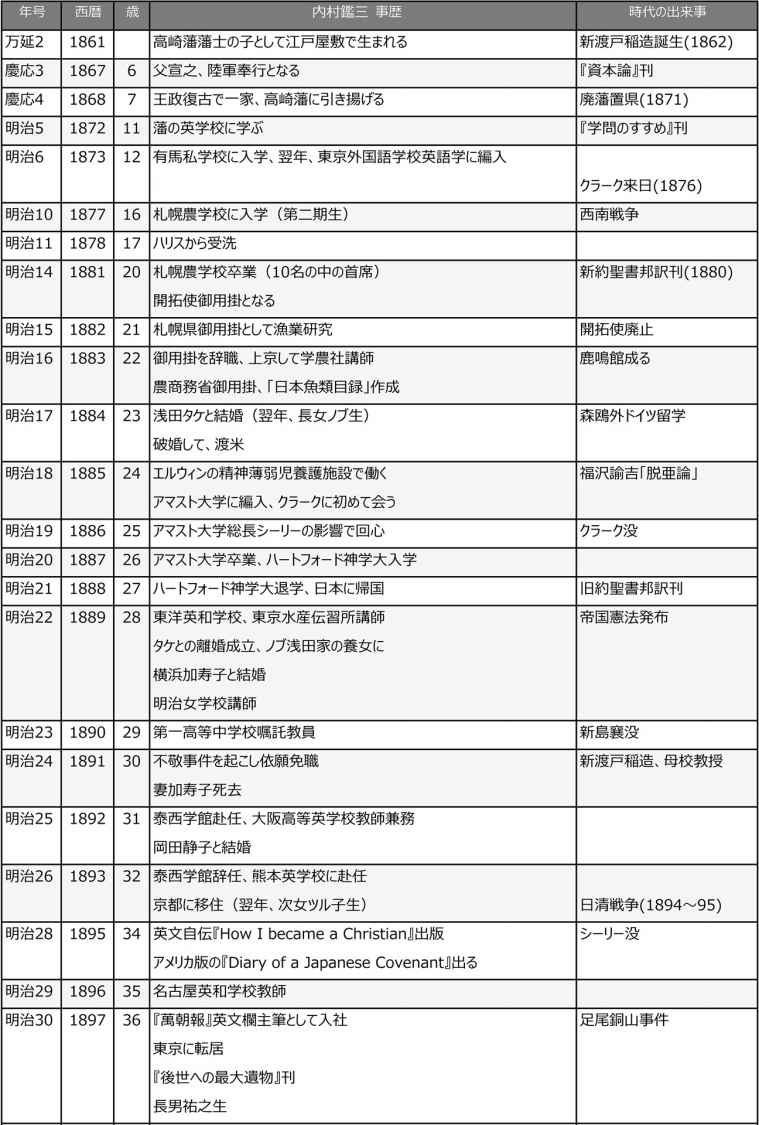 年号 西暦 歳 内村鑑三 事歴 時代の出来事
万延2 1861 高崎藩藩士の子として江戸屋敷で生まれる 新渡戸稲造誕生(1862)
慶応3 1867 6 父宣之、陸軍奉行となる 『資本論』刊
慶応4 1868 7 王政復古で一家、高崎藩に引き揚げる 廃藩置県(1871)
明治5 1872 11 藩の英学校に学ぶ 『学問のすすめ』刊
明治6 1873 12 有馬私学校に入学、翌年、東京外国語学校英語学に編入
クラーク来日(1876)
明治10 1877 16 札幌農学校に入学（第二期生） 西南戦争
明治11 1878 17 ハリスから受洗
明治14 1881 20 札幌農学校卒業（10名の中の首席） 新約聖書邦訳刊(1880)
開拓使御用掛となる
明治15 1882 21 札幌県御用掛として漁業研究 開拓使廃止
明治16 1883 22 御用掛を辞職、上京して学農社講師 鹿鳴館成る
農商務省御用掛、「日本魚類目録」作成
明治17 1884 23 浅田タケと結婚（翌年、長女ノブ生） 森鴎外ドイツ留学
破婚して、渡米
明治18 1885 24 エルウィンの精神薄弱児養護施設で働く 福沢諭吉「脱亜論」
アマスト大学に編入、クラークに初めて会う
明治19 1886 25 アマスト大学総長シーリーの影響で回心 クラーク没
明治20 1887 26 アマスト大学卒業、ハートフォード神学大入学
明治21 1888 27 ハートフォード神学大退学、日本に帰国 旧約聖書邦訳刊
明治22 1889 28 東洋英和学校、東京水産伝習所講師 帝国憲法発布
タケとの離婚成立、ノブ浅田家の養女に
横浜加寿子と結婚
明治女学校講師
明治23 1890 29 第一高等中学校嘱託教員 新島襄没
明治24 1891 30 不敬事件を起こし依願免職 新渡戸稲造、母校教授
妻加寿子死去
明治25 1892 31 泰西学館赴任、大阪高等英学校教師兼務
岡田静子と結婚
明治26 1893 32 泰西学館辞任、熊本英学校に赴任
京都に移住（翌年、次女ツル子生） 日清戦争(1894～95)
明治28 1895 34 英文自伝『How I became a Christian』出版 シーリー没
アメリカ版の『Diary of a Japanese Covenant』出る
明治29 1896 35 名古屋英和学校教師
明治30 1897 36 『萬朝報』英文欄主筆として入社 足尾銅山事件
東京に転居
『後世への最大遺物』刊
長男祐之生